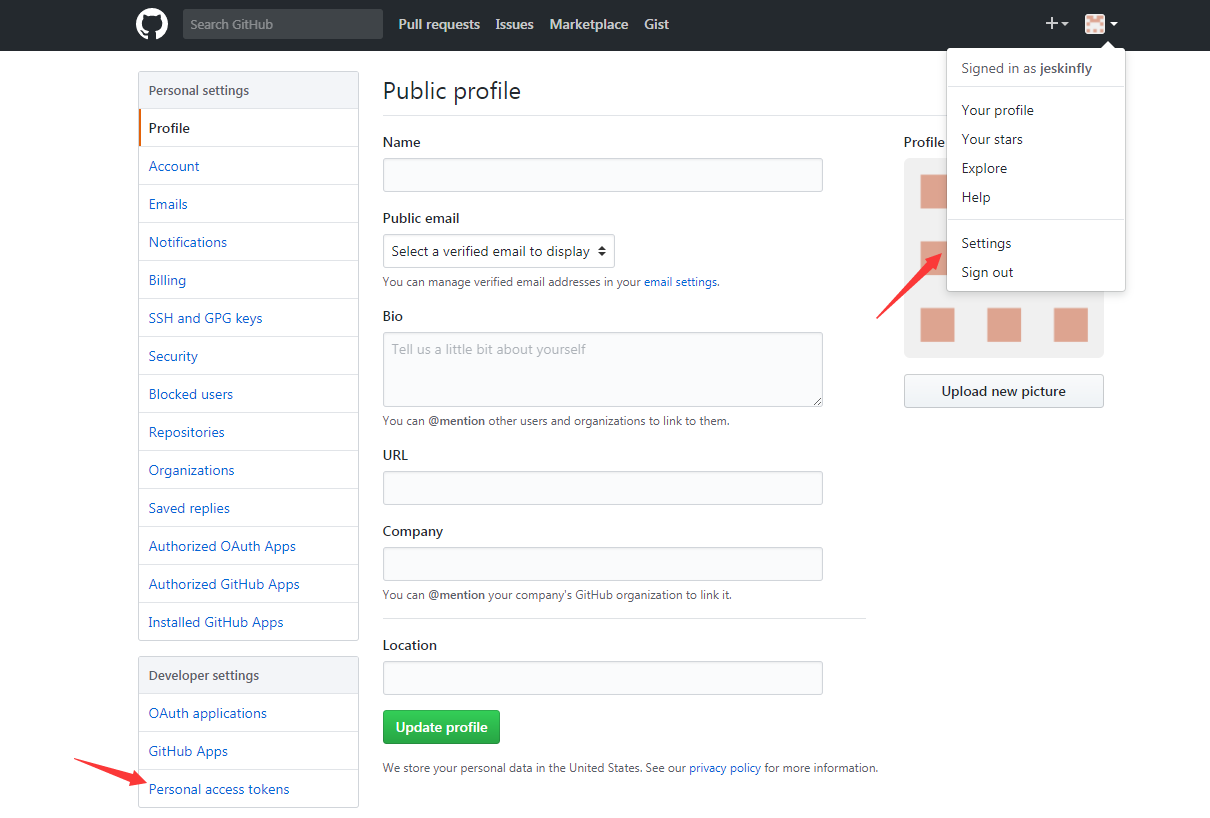 Search GitHub
Pull requests
Issues
Marketplace
Gist
Signed in as jeskinfly
Your profile
Your stars
Explore
Help
Settings
Sign out
Personal settings
Profile
Account
Emails
Notifications
Billing
SSH and GPG keys
Security
Blocked users
Repositories
Organizations
Saved replies
Authorized OAuth Apps
Authorized GitHub Apps
Installed GitHub Apps
Developer settings
OAuth applications
GitHub Apps
Personal access tokens
Public profile
Name
Public email
Select a verified email to display
You can manage verified email addresses in your email settings.
Bio
Tell us a little bit about yourself
You can @mention other users and organizations to link to them.
URL
Company
You can @mention your company's GitHub organization to link it.
Location
Update profile
We store your personal data in the United States. See our privacy policy for more information.
Profile
Upload new picture